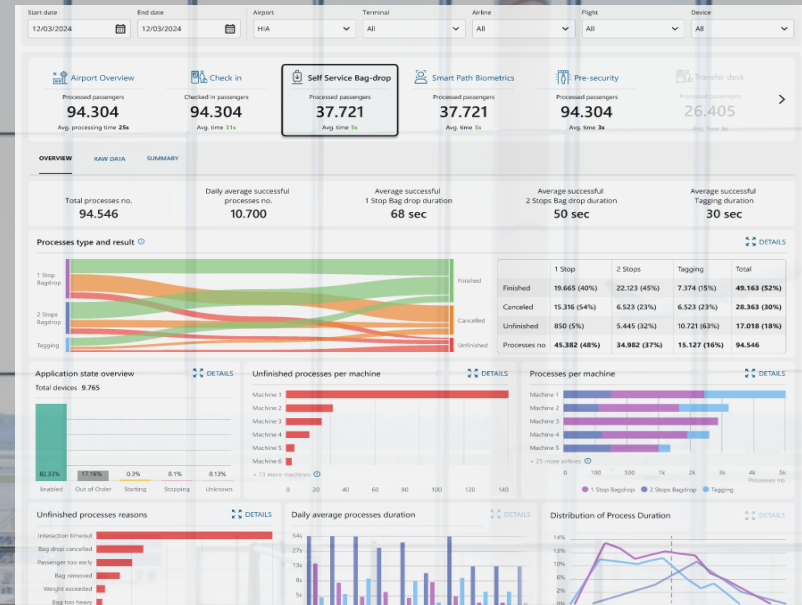 Start date End date Airport Terminal Airline Flight Device
12/03/2024 12/03/2024 HIA All All All All
Airport Overview Check in Self Service Bag-drop Smart Path Biometrics Pre-security Transfer desk
Processed passengers Checked in passengers Processed passengers Processed passengers Processed passengers Processed passengers
94.304 94.304 37.721 37.721 94.304 26.405
Avg. processing time 25s Avg. time 31s Avg. time 5s Avg. time 5s Avg. time 3s Avg. time 3s
OVERVIEW RAW DATA SUMMARY
Total processes no. Daily average successful processes no. Average successful 1 Stop Bag drop duration Average successful 2 Stops Bag drop duration Average successful Tagging duration
94.546 10.700 68 sec 50 sec 30 sec
Processes type and result DETAILS
1 Stop Bagdrop
2 Stops Bagdrop
Tagging
Finished
Cancelled
Unfinished
1 Stop 2 Stops Tagging Total
Finished 19.665 (40%) 22.123 (45%) 7.374 (15%) 49.163 (52%)
Canceled 15.316 (54%) 6.523 (23%) 6.523 (23%) 28.363 (30%)
Unfinished 850 (5%) 5.445 (32%) 10.721 (63%) 17.018 (18%)
Processes no 45.382 (48%) 34.982 (37%) 15.127 (16%) 94.546
Application state overview DETAILS
Total devices 9.765
82.33% 17.16% 0.3% 0.1% 0.13%
Enabled Out of Order Starting Stopping Unknown
Unfinished processes per machine DETAILS
Machine 1
Machine 2
Machine 3
Machine 4
Machine 5
Machine 6
+ 13 more machines
0 20 40 60 80 100 120 140
Processes per machine DETAILS
Machine 1
Machine 2
Machine 3
Machine 4
Machine 5
+ 25 more airlines
0 100 500 1k 2k 3k 4k 5k
Processes no.
1 Stop Bagdrop 2 Stops Bagdrop Tagging
Unfinished processes reasons DETAILS
Interaction timeout
Bag drop cancelled
Passenger too early
Bag removed
Weight exceeded
Bag too heavy
Daily average processes duration DETAILS
54s
27s
13s
8s
5s
Distribution of Process Duration DETAILS
14%
13%
10%
6%
2%
0%